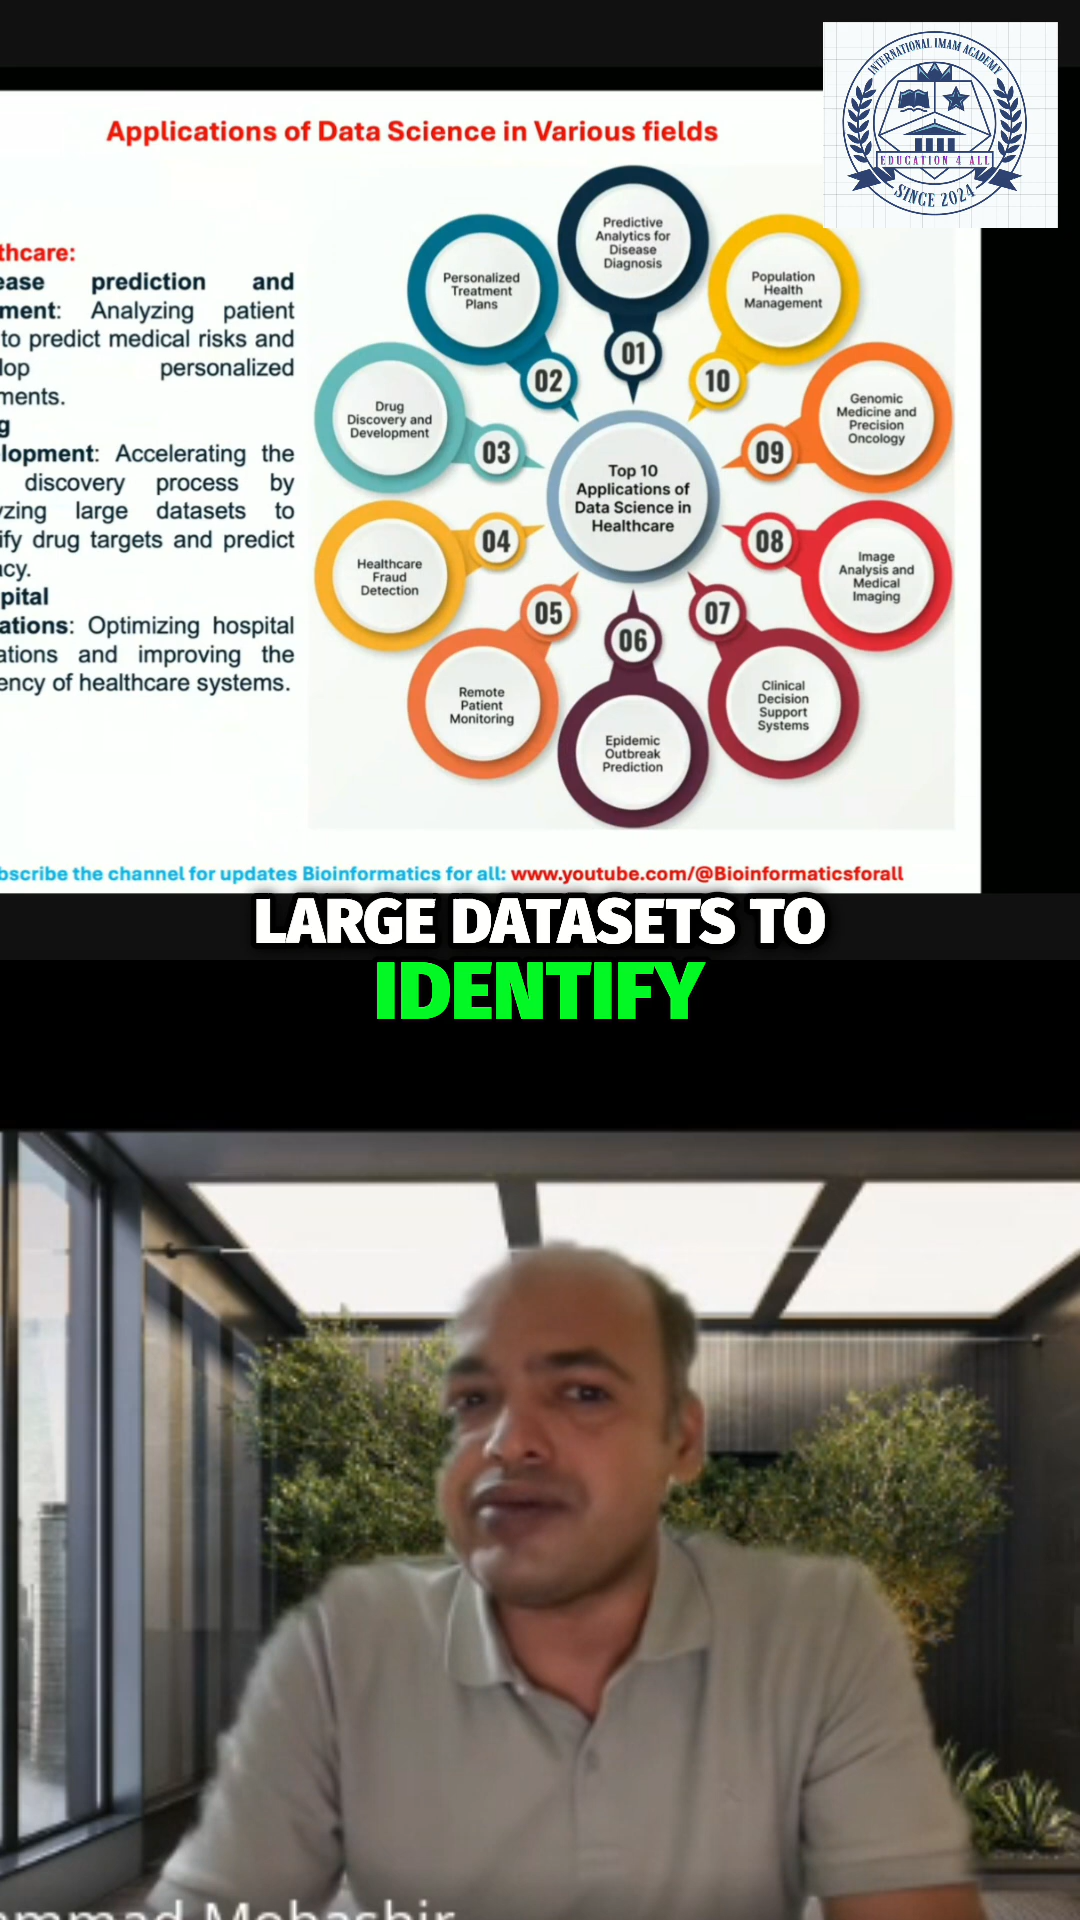 INTERNATIONAL IMAM ACADEMY
EDUCATION 4 ALL
SINCE 2024
Applications of Data Science in Various fields
thcare:
ease prediction and
ment: Analyzing patient
to predict medical risks and
lop personalized
ments.
g
lopment: Accelerating the
discovery process by
yzing large datasets to
ify drug targets and predict
cy.
pital
ations: Optimizing hospital
ations and improving the
ency of healthcare systems.
Top 10
Applications of
Data Science in
Healthcare
01
Predictive
Analytics for
Disease
Diagnosis
02
Personalized
Treatment
Plans
03
Drug
Discovery and
Development
04
Healthcare
Fraud
Detection
05
Remote
Patient
Monitoring
06
Epidemic
Outbreak
Prediction
07
Clinical
Decision
Support
Systems
08
Image
Analysis and
Medical
Imaging
09
Genomic
Medicine and
Precision
Oncology
10
Population
Health
Management
bscribe the channel for updates Bioinformatics for all: www.youtube.com/@Bioinformaticsforall
LARGE DATASETS TO
IDENTIFY
ammad Mobashir